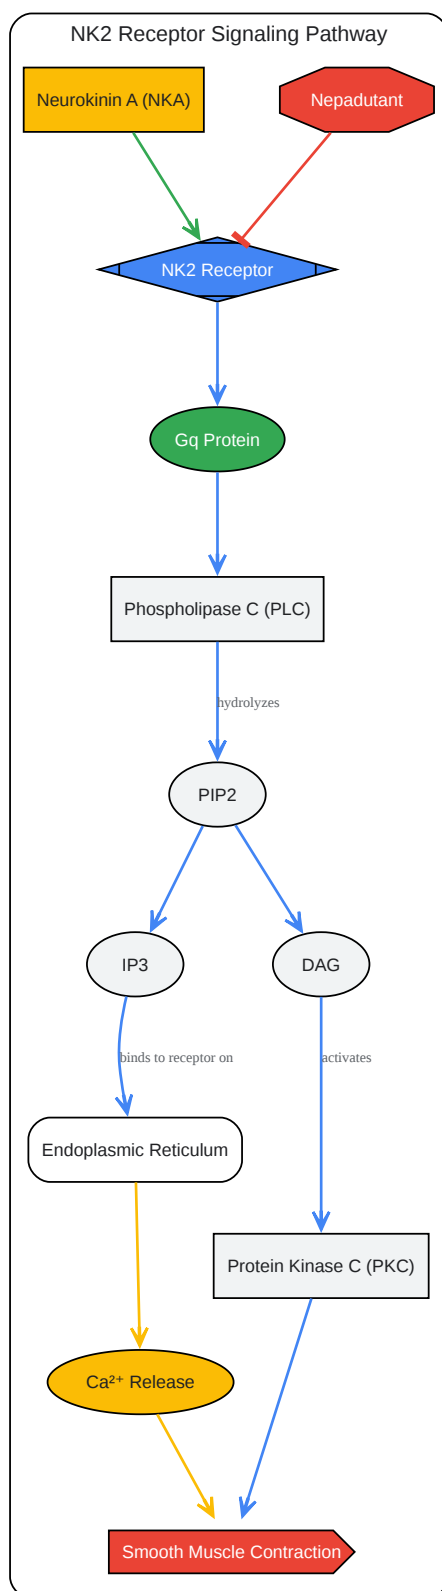 NK2 Receptor Signaling Pathway
Neurokinin A (NKA)
Nepadutant
NK2 Receptor
Gq Protein
Phospholipase C (PLC)
hydrolyzes
PIP2
IP3
DAG
binds to receptor on
activates
Endoplasmic Reticulum
Protein Kinase C (PKC)
Ca²⁺ Release
Smooth Muscle Contraction